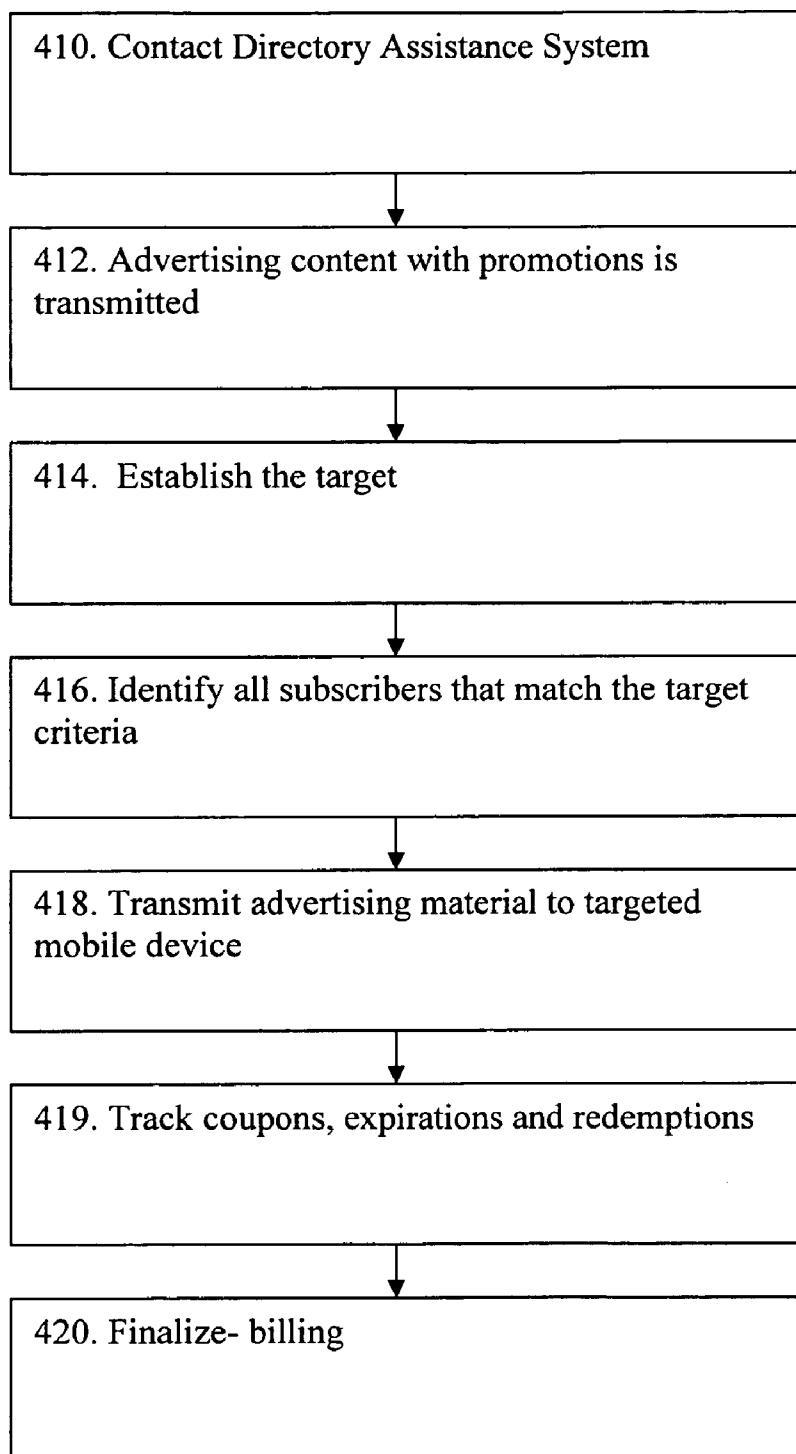 410. Contact Directory Assistance System
412. Advertising content with promotions is
transmitted
414. Establish the target
416. Identify all subscribers that match the target
criteria
418. Transmit advertising material to targeted
mobile device
419. Track coupons, expirations and redemptions
420. Finalize- billing